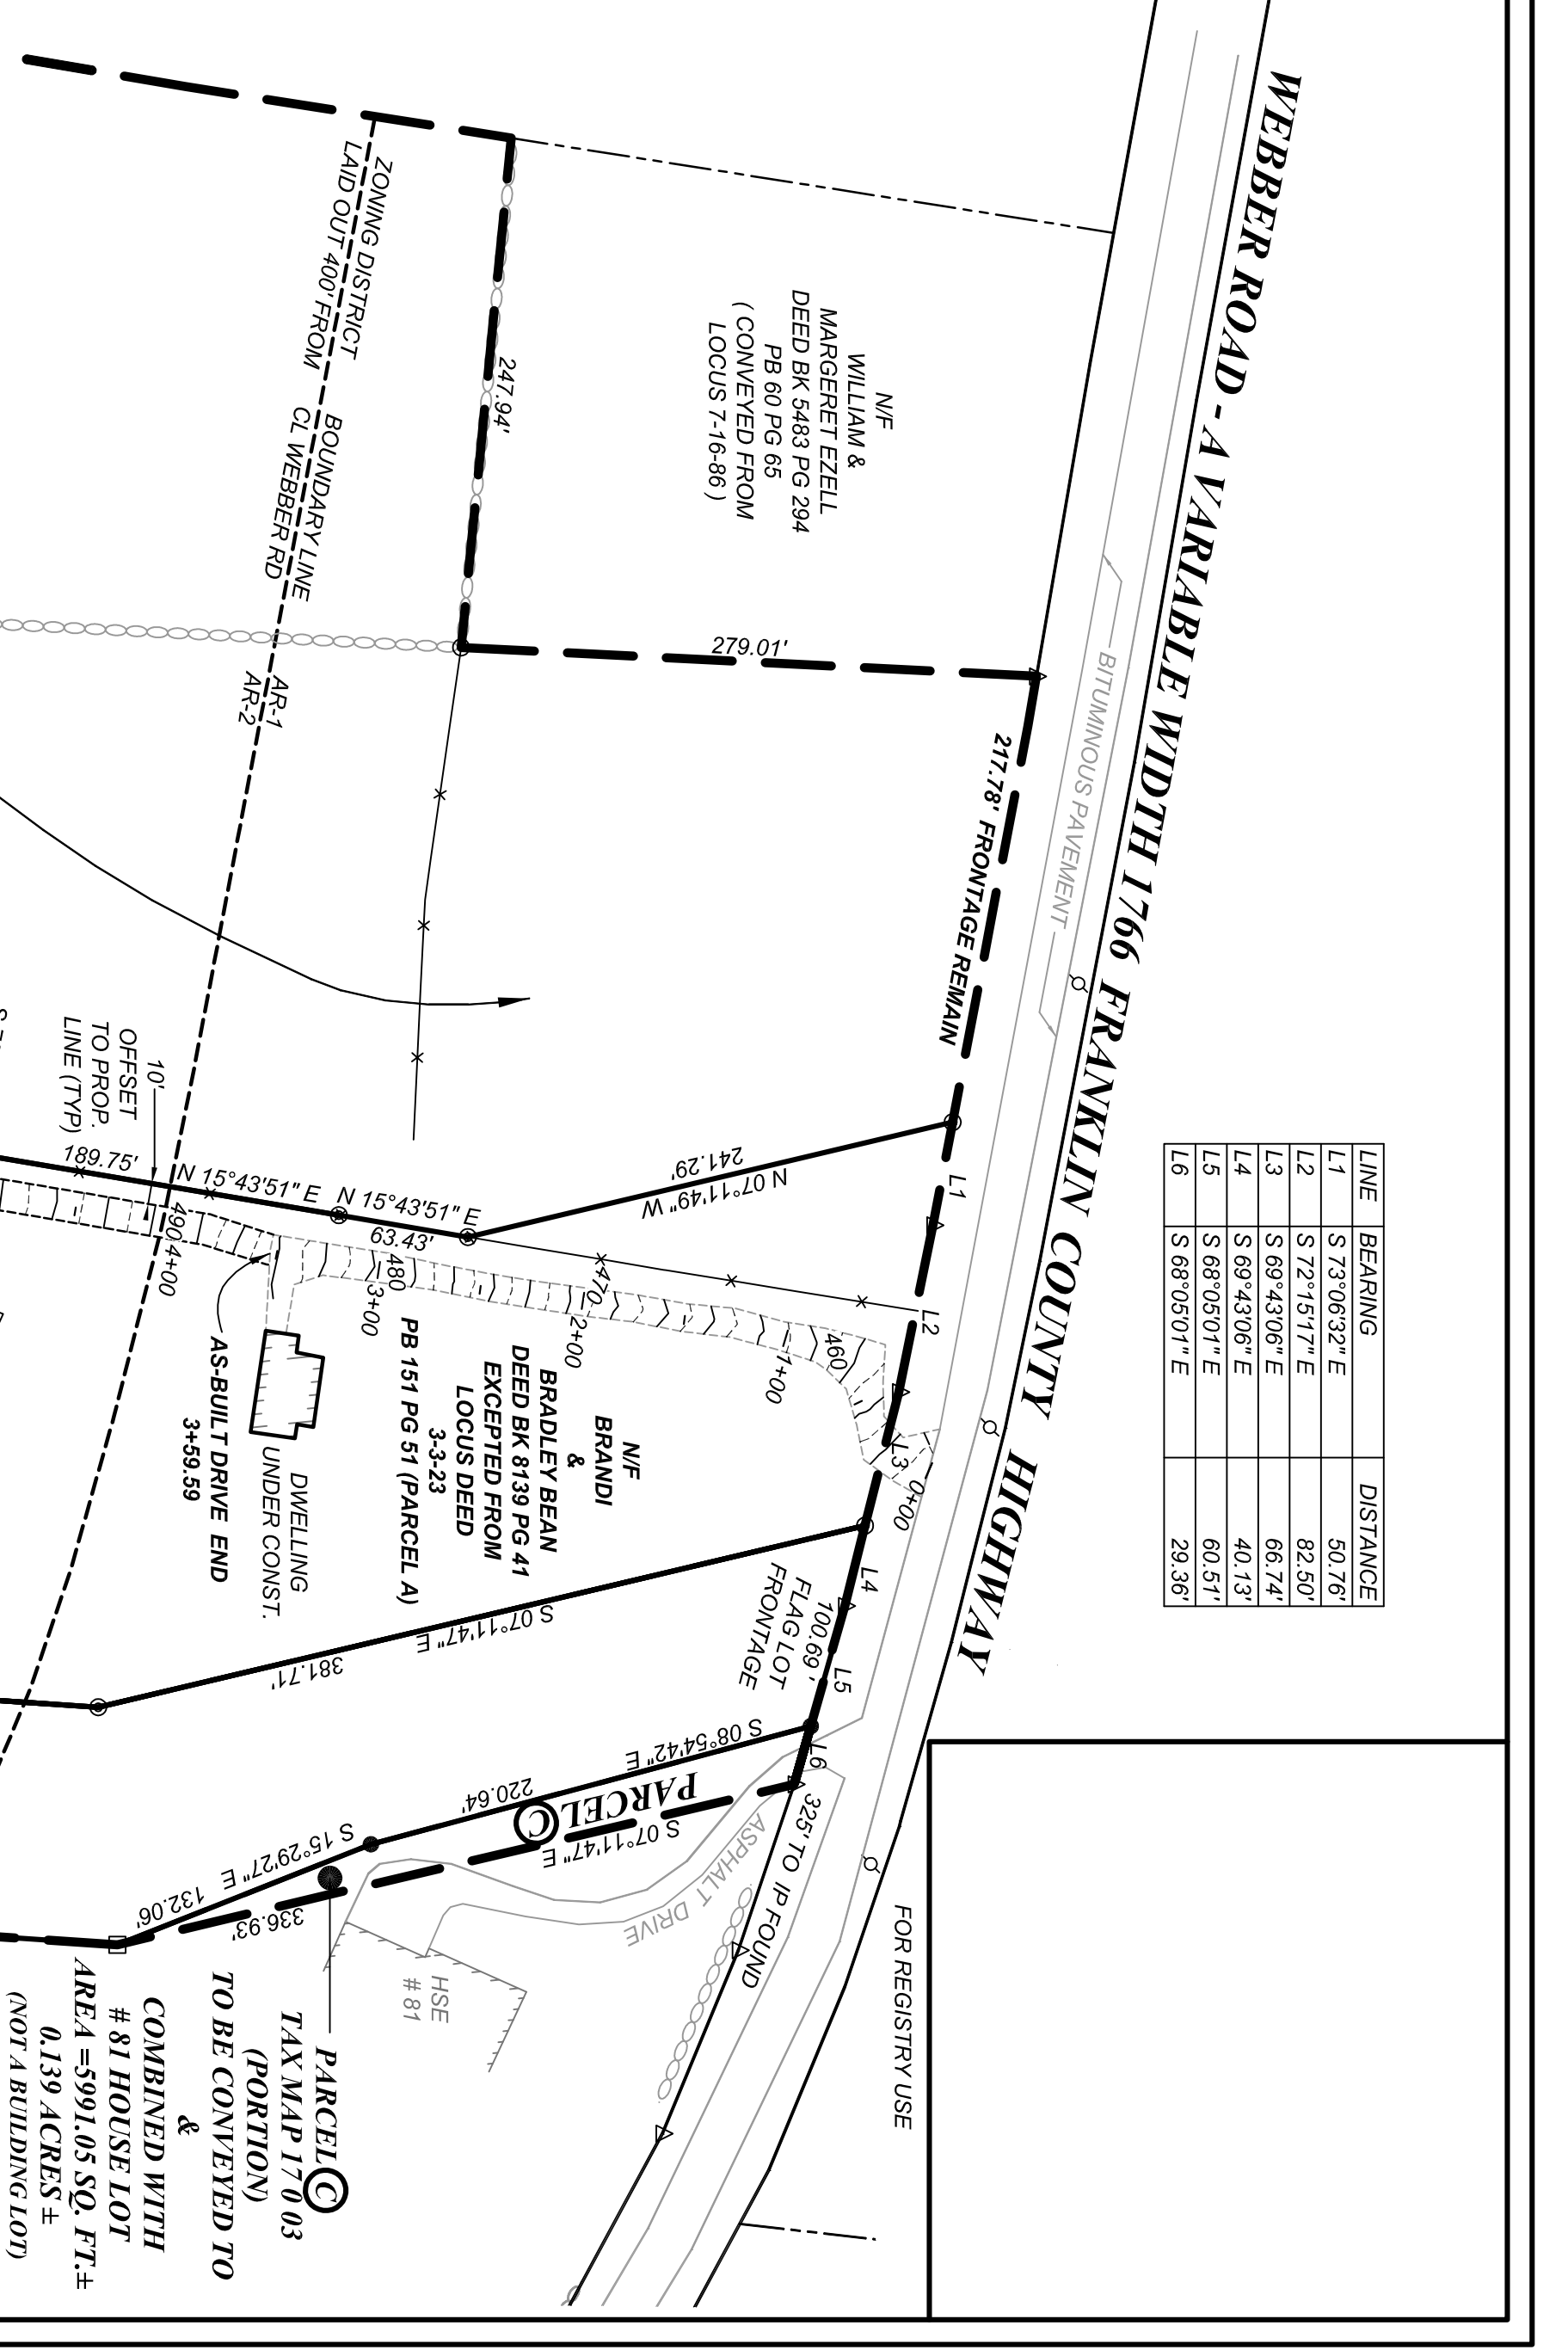 WEBBER ROAD - A VARIABLE WIDTH 1766 FRANKLIN COUNTY HIGHWAY
LINE BEARING DISTANCE
L1 S 73°06'32" E 50.76'
L2 S 72°15'17" E 82.50'
L3 S 69°43'06" E 66.74'
L4 S 69°43'06" E 40.13'
L5 S 68°05'01" E 60.51'
L6 S 68°05'01" E 29.36'
FOR REGISTRY USE
BITUMINOUS PAVEMENT
217.78' FRONTAGE REMAIN
L1
L2
L3
L4
L5
L6
325' TO IP FOUND
N/F
WILLIAM &
MARGERET EZELL
DEED BK 5483 PG 294
PB 60 PG 65
( CONVEYED FROM
LOCUS 7-16-86 )
279.01'
247.94'
ZONING DISTRICT BOUNDARY LINE
LAID OUT 400' FROM CL WEBBER RD
AR-1
AR-2
241.29'
N 07°11'49" W
N 15°43'51" E
63.43'
N 15°43'51" E
189.75'
10'
OFFSET
TO PROP.
LINE (TYP)
0+00
1+00
2+00
3+00
4+00
460
470
480
490
N/F
BRANDI
&
BRADLEY BEAN
DEED BK 8139 PG 41
EXCEPTED FROM
LOCUS DEED
3-3-23
PB 151 PG 51 (PARCEL A)
DWELLING
UNDER CONST.
AS-BUILT DRIVE END
3+59.59
100.69 '
FLAG LOT
FRONTAGE
S 07°11'47" E
381.71'
S 08°54'42" E
220.64'
PARCEL C
S 07°11'47" E
336.93'
S 15°29'27" E
132.06'
ASPHALT DRIVE
HSE
# 81
PARCEL C
TAX MAP 17 0 03
(PORTION)
TO BE CONVEYED TO
&
COMBINED WITH
# 81 HOUSE LOT
AREA =5991.05 SQ. FT.±
0.139 ACRES ±
(NOT A BUILDING LOT)